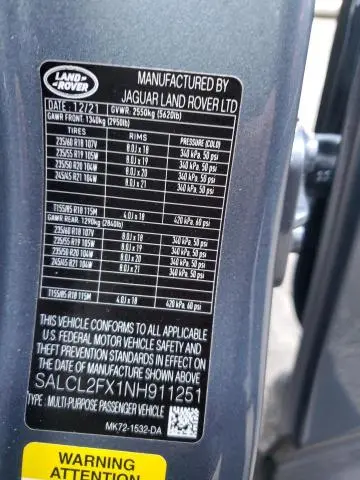 LAND ROVER
MANUFACTURED BY
JAGUAR LAND ROVER LTD
DATE: 12/21 GVWR. 2550kg (5620lb)
GAWR FRONT: 1340kg (2950lb)
TIRES RIMS PRESSURE (COLD)
235/60 R18 107V 8.0J x 18 340 kPa, 50 psi
235/55 R19 105W 8.0J x 19 340 kPa, 50 psi
235/50 R20 104W 8.0J x 20 340 kPa, 50 psi
245/45 R21 104W 8.0J x 21 340 kPa, 50 psi
T155/85 R18 115M 4.0J x 18 420 kPa, 60 psi
GAWR REAR: 1290kg (2840lb)
235/60 R18 107V 8.0J x 18 340 kPa, 50 psi
235/55 R19 105W 8.0J x 19 340 kPa, 50 psi
235/50 R20 104W 8.0J x 20 340 kPa, 50 psi
245/45 R21 104W 8.0J x 21 340 kPa, 50 psi
T155/85 R18 115M 4.0J x 18 420 kPa, 60 psi
THIS VEHICLE CONFORMS TO ALL APPLICABLE
U.S. FEDERAL MOTOR VEHICLE SAFETY AND
THEFT PREVENTION STANDARDS IN EFFECT ON
THE DATE OF MANUFACTURE SHOWN ABOVE
SALCL2FX1NH911251
TYPE: MULTI-PURPOSE PASSENGER VEHICLE
MK72-1532-DA
WARNING
ATTENTION